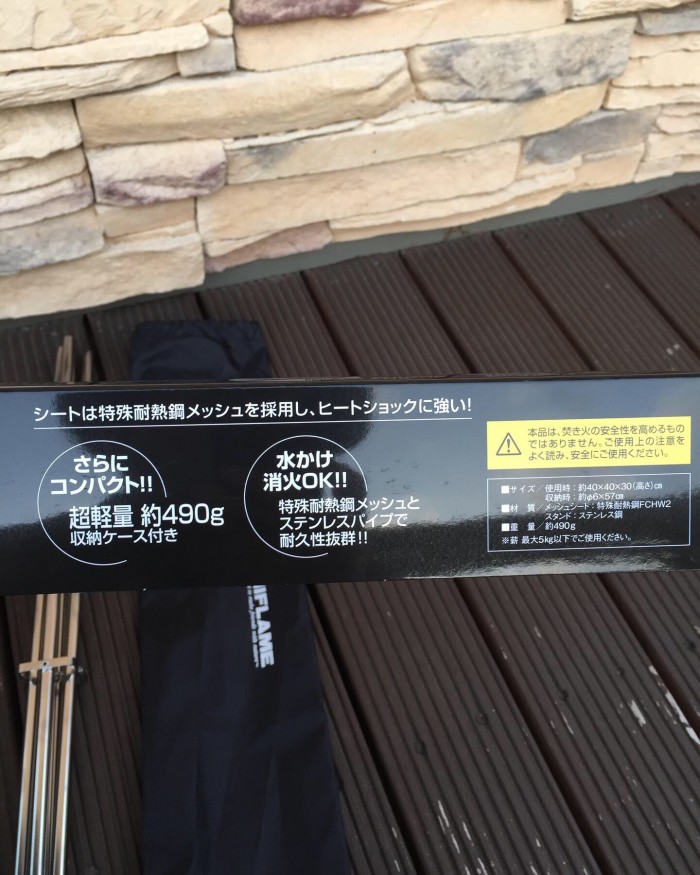 シートは特殊耐熱鋼メッシュを採用し、ヒートショックに強い!
さらに
コンパクト!!
超軽量 約490g
収納ケース付き
水かけ
消火OK!!
特殊耐熱鋼メッシュと
ステンレスパイプで
耐久性抜群!!
本品は、焚き火の安全性を高めるもの
ではありません。ご使用上の注意を
よく読み、安全にご使用ください。
■サイズ/使用時:約40×40×30(高さ)cm
収納時:約φ6×57cm
■材 質/メッシュシート:特殊耐熱鋼FCHW2
スタンド:ステンレス鋼
■重 量/約490g
※薪 最大5kg以下でご使用ください。
IFLAME